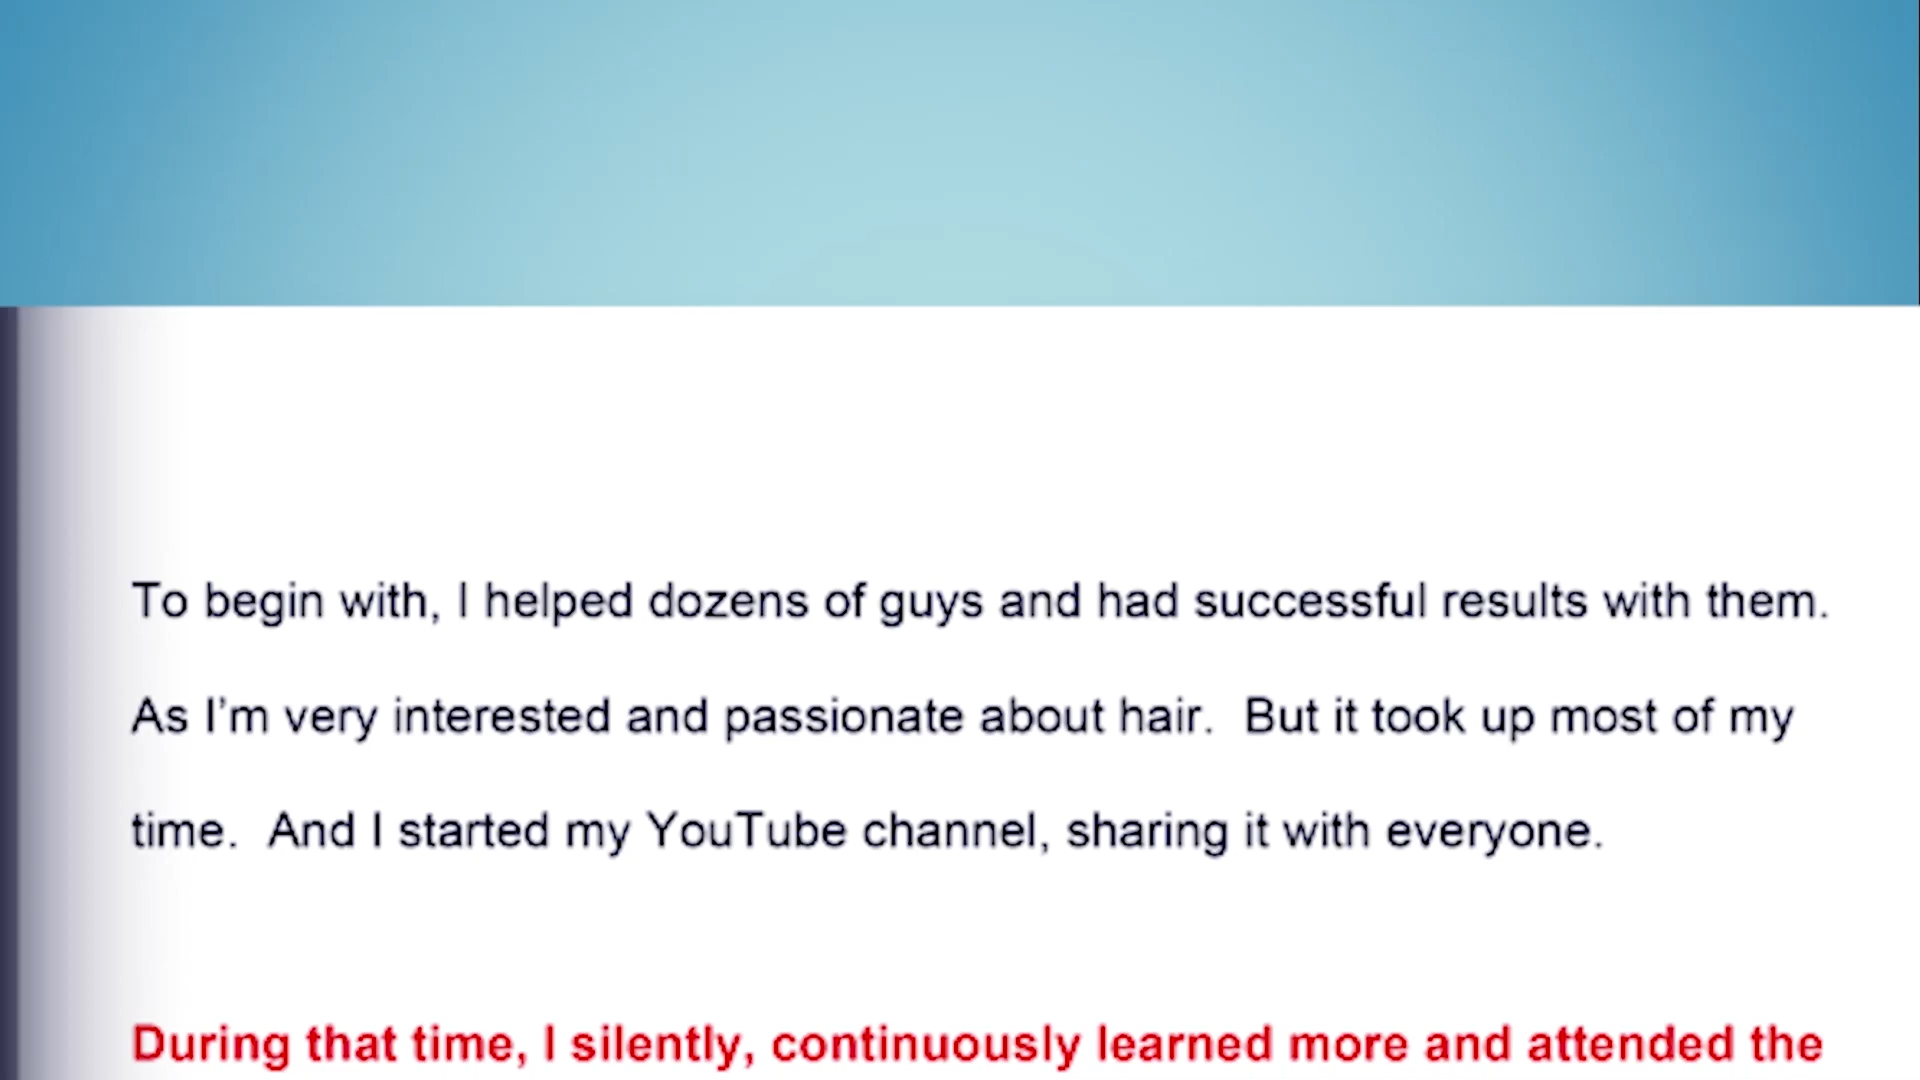 To begin with, I helped dozens of guys and had successful results with them.
As I’m very interested and passionate about hair.  But it took up most of my
time.  And I started my YouTube channel, sharing it with everyone.
During that time, I silently, continuously learned more and attended the